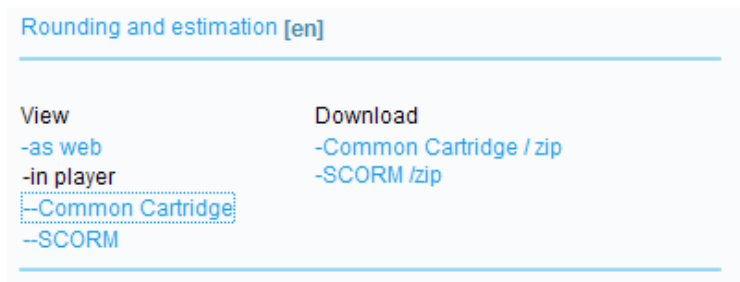 Rounding and estimation [en]
View
-as web
-in player
--Common Cartridge
--SCORM
Download
-Common Cartridge / zip
-SCORM /zip